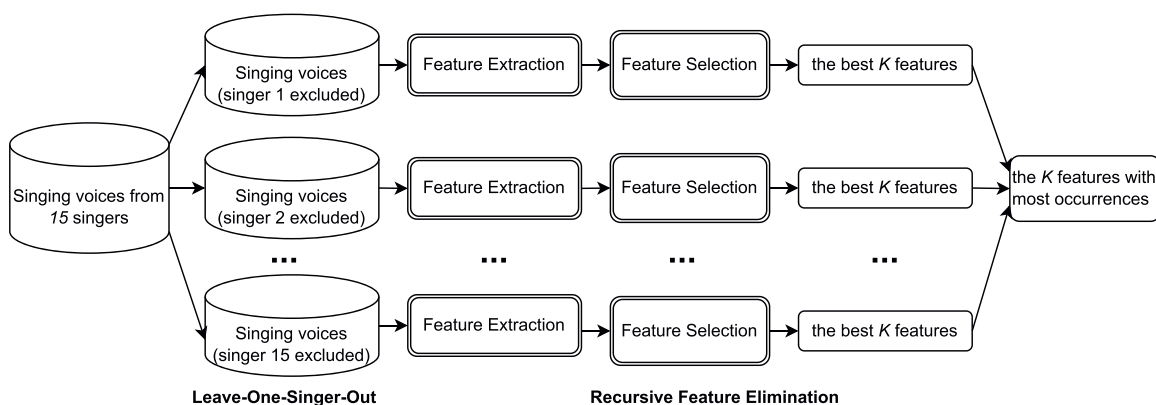 Singing voices from
15 singers
Singing voices
(singer 1 excluded)
Feature Extraction
Feature Selection
the best K features
Singing voices
(singer 2 excluded)
Feature Extraction
Feature Selection
the best K features
...
...
...
...
Singing voices
(singer 15 excluded)
Feature Extraction
Feature Selection
the best K features
the K features with
most occurrences
Leave-One-Singer-Out
Recursive Feature Elimination